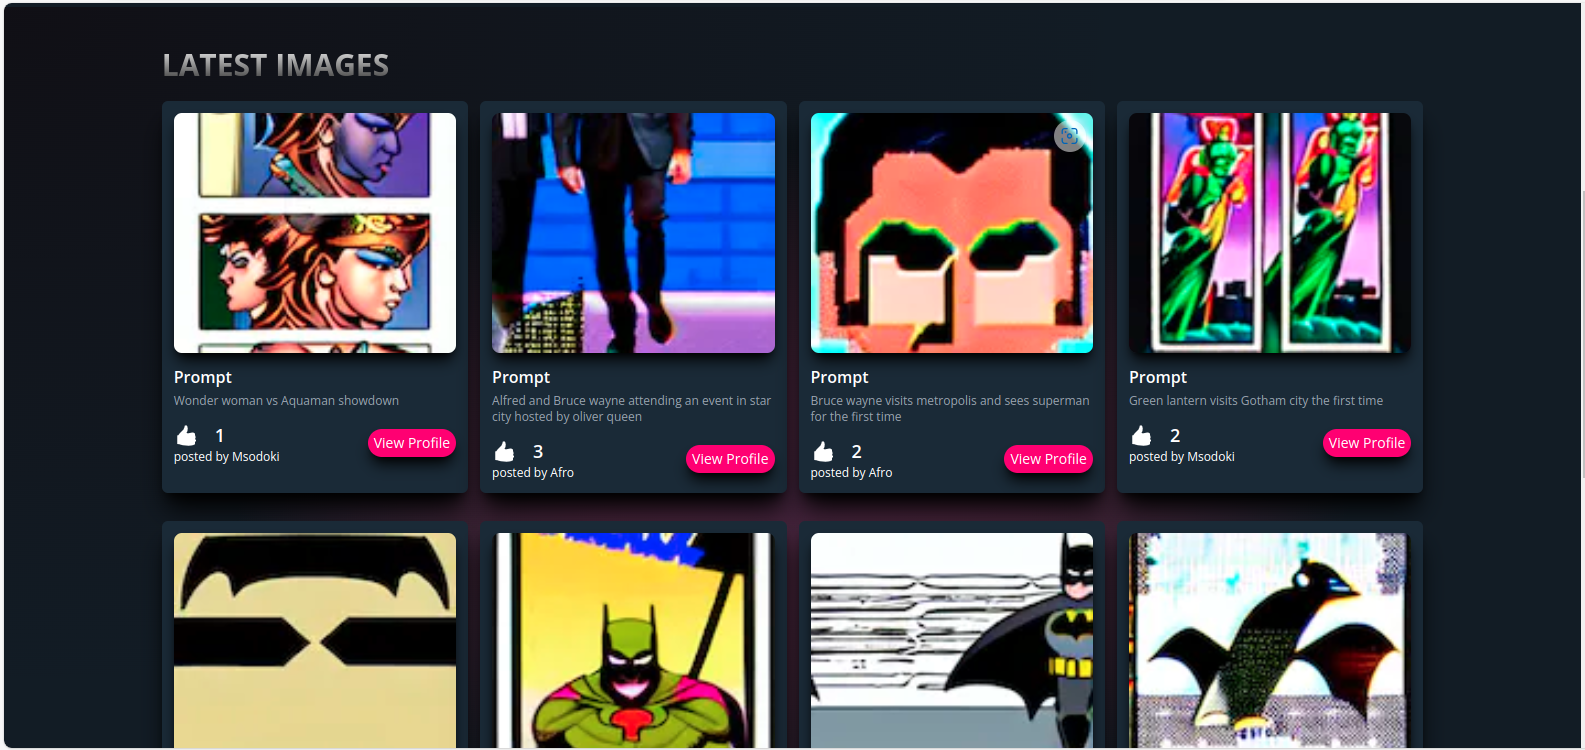 LATEST IMAGES
Prompt
Wonder woman vs Aquaman showdown
1
View Profile
posted by Msodoki
Prompt
Alfred and Bruce wayne attending an event in star
city hosted by oliver queen
3
View Profile
posted by Afro
Prompt
Bruce wayne visits metropolis and sees superman
for the first time
2
View Profile
posted by Afro
Prompt
Green lantern visits Gotham city the first time
2
View Profile
posted by Msodoki